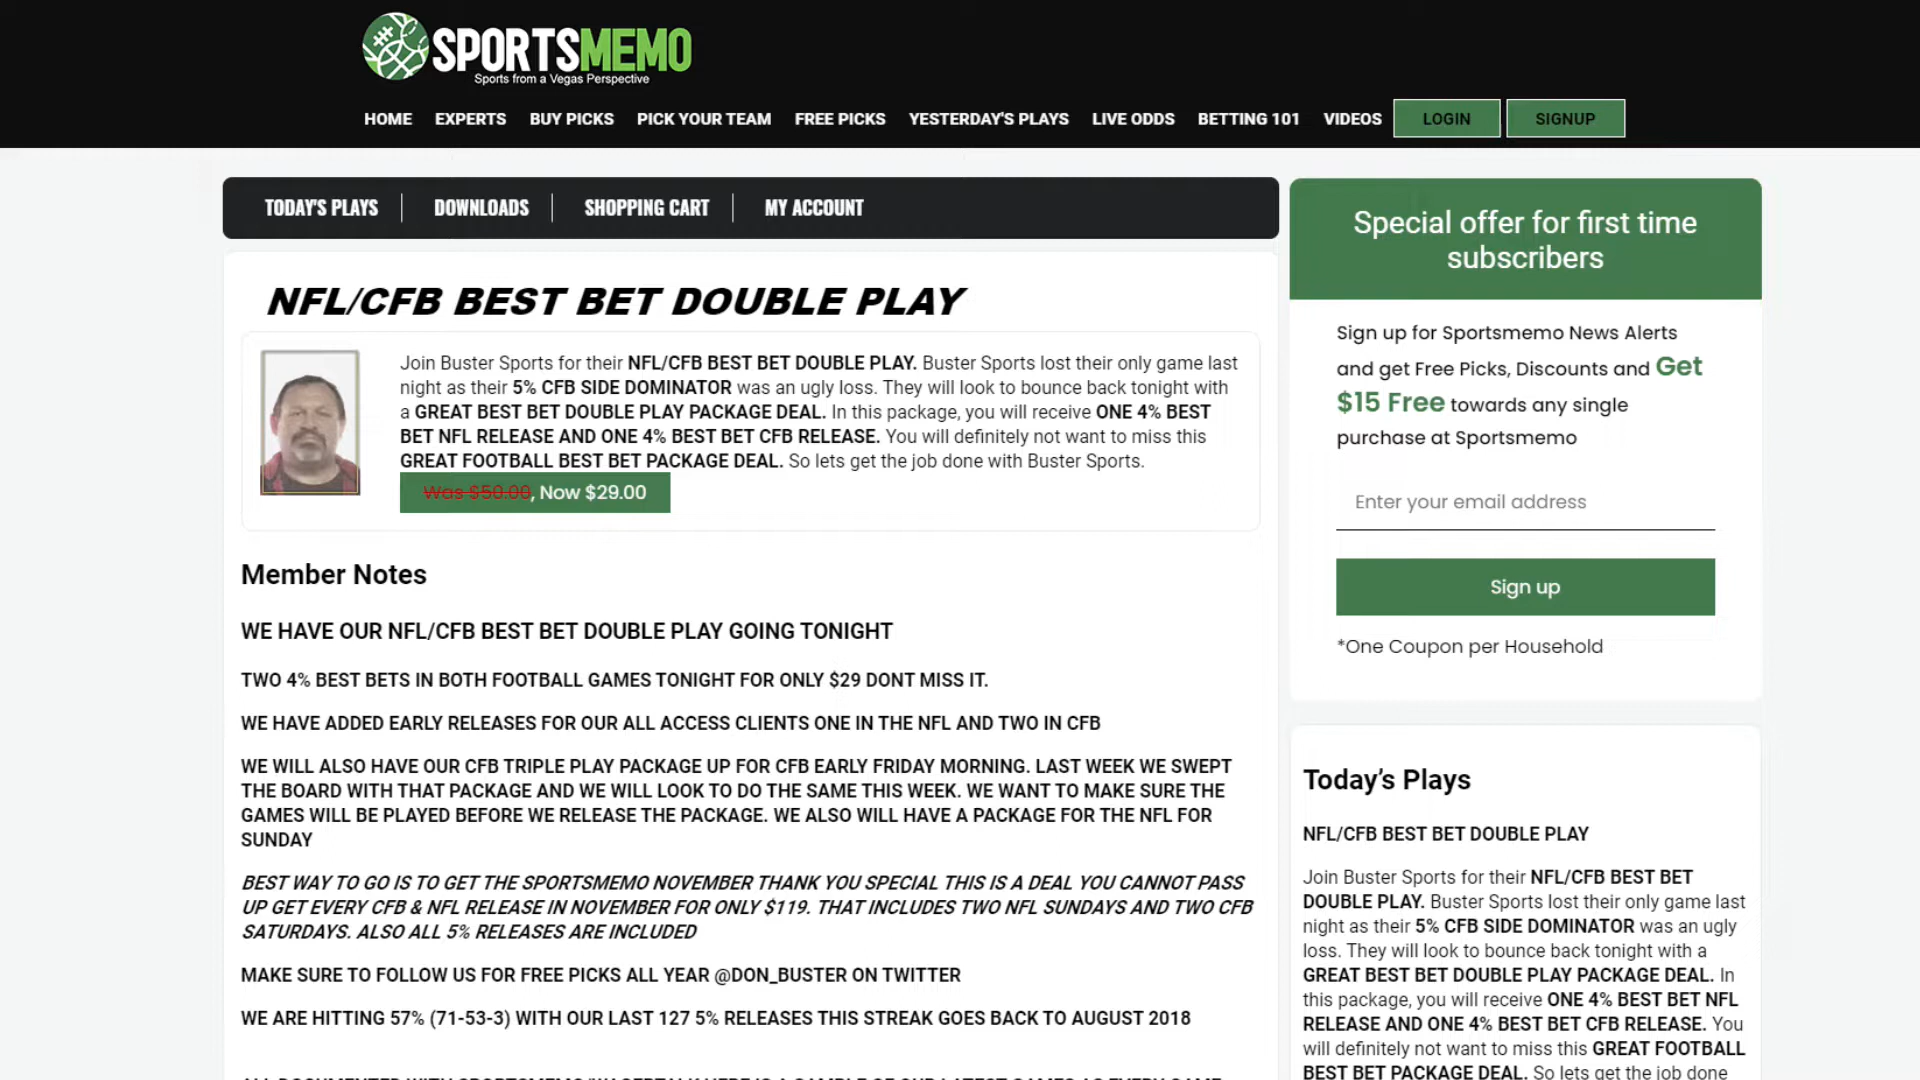 SPORTSMEMO
Sports from a Vegas Perspective
HOME EXPERTS BUY PICKS PICK YOUR TEAM FREE PICKS YESTERDAY'S PLAYS LIVE ODDS BETTING 101 VIDEOS LOGIN SIGNUP
TODAY'S PLAYS DOWNLOADS SHOPPING CART MY ACCOUNT
NFL/CFB BEST BET DOUBLE PLAY
Join Buster Sports for their NFL/CFB BEST BET DOUBLE PLAY. Buster Sports lost their only game last
night as their 5% CFB SIDE DOMINATOR was an ugly loss. They will look to bounce back tonight with
a GREAT BEST BET DOUBLE PLAY PACKAGE DEAL. In this package, you will receive ONE 4% BEST
BET NFL RELEASE AND ONE 4% BEST BET CFB RELEASE. You will definitely not want to miss this
GREAT FOOTBALL BEST BET PACKAGE DEAL. So lets get the job done with Buster Sports.
Was $50.00, Now $29.00
Member Notes
WE HAVE OUR NFL/CFB BEST BET DOUBLE PLAY GOING TONIGHT
TWO 4% BEST BETS IN BOTH FOOTBALL GAMES TONIGHT FOR ONLY $29 DONT MISS IT.
WE HAVE ADDED EARLY RELEASES FOR OUR ALL ACCESS CLIENTS ONE IN THE NFL AND TWO IN CFB
WE WILL ALSO HAVE OUR CFB TRIPLE PLAY PACKAGE UP FOR CFB EARLY FRIDAY MORNING. LAST WEEK WE SWEPT
THE BOARD WITH THAT PACKAGE AND WE WILL LOOK TO DO THE SAME THIS WEEK. WE WANT TO MAKE SURE THE
GAMES WILL BE PLAYED BEFORE WE RELEASE THE PACKAGE. WE ALSO WILL HAVE A PACKAGE FOR THE NFL FOR
SUNDAY
BEST WAY TO GO IS TO GET THE SPORTSMEMO NOVEMBER THANK YOU SPECIAL THIS IS A DEAL YOU CANNOT PASS
UP GET EVERY CFB & NFL RELEASE IN NOVEMBER FOR ONLY $119. THAT INCLUDES TWO NFL SUNDAYS AND TWO CFB
SATURDAYS. ALSO ALL 5% RELEASES ARE INCLUDED
MAKE SURE TO FOLLOW US FOR FREE PICKS ALL YEAR @DON_BUSTER ON TWITTER
WE ARE HITTING 57% (71-53-3) WITH OUR LAST 127 5% RELEASES THIS STREAK GOES BACK TO AUGUST 2018
Special offer for first time
subscribers
Sign up for Sportsmemo News Alerts
and get Free Picks, Discounts and Get
$15 Free towards any single
purchase at Sportsmemo
Enter your email address
Sign up
*One Coupon per Household
Today's Plays
NFL/CFB BEST BET DOUBLE PLAY
Join Buster Sports for their NFL/CFB BEST BET
DOUBLE PLAY. Buster Sports lost their only game last
night as their 5% CFB SIDE DOMINATOR was an ugly
loss. They will look to bounce back tonight with a
GREAT BEST BET DOUBLE PLAY PACKAGE DEAL. In
this package, you will receive ONE 4% BEST BET NFL
RELEASE AND ONE 4% BEST BET CFB RELEASE. You
will definitely not want to miss this GREAT FOOTBALL
BEST BET PACKAGE DEAL. So lets get the job done